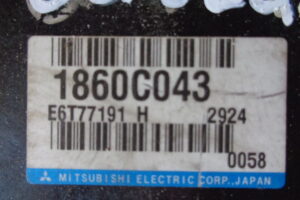 1860C043
E6T77191 H 2924
0058
MITSUBISHI ELECTRIC CORP., JAPAN